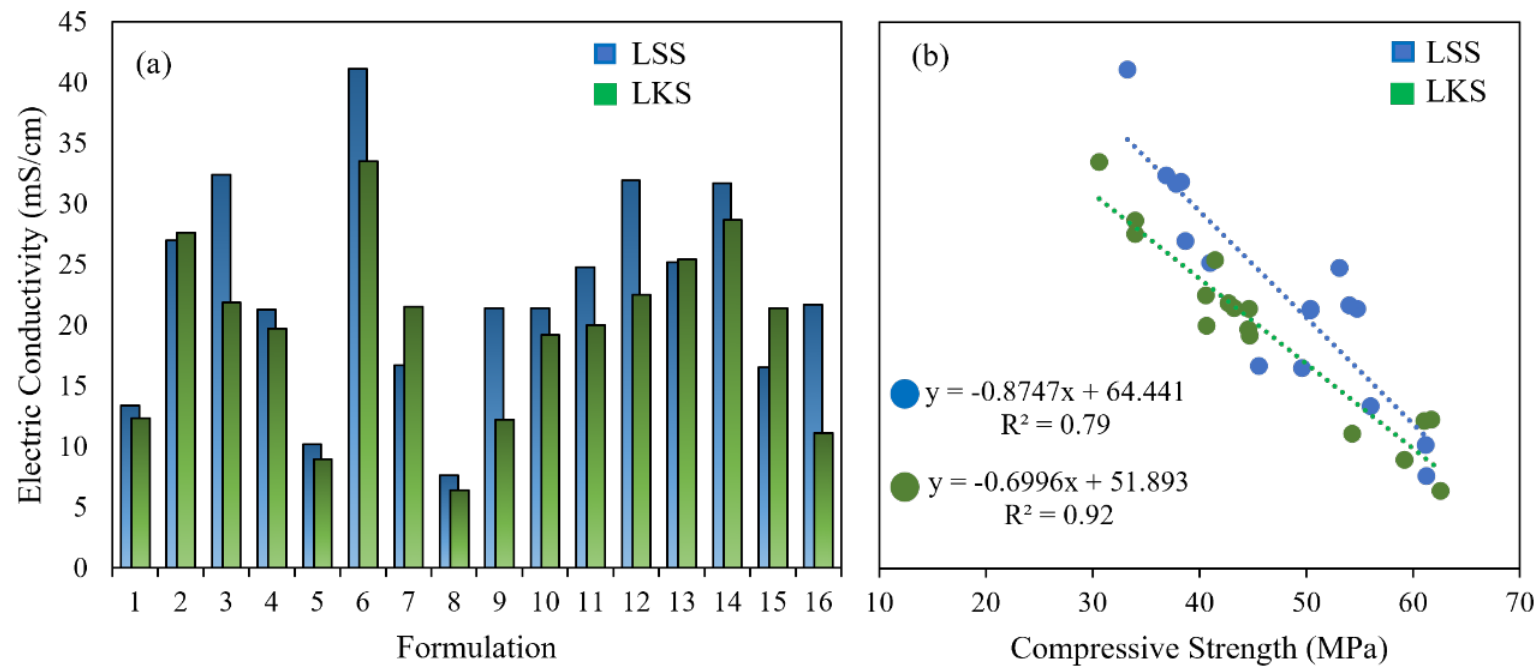 Electric Conductivity (mS/cm)
45
40
35
30
25
20
15
10
5
0
(a)
LSS
LKS
1 2 3 4 5 6 7 8 9 10 11 12 13 14 15 16
Formulation
(b)
LSS
LKS
y = -0.8747x + 64.441
R² = 0.79
y = -0.6996x + 51.893
R² = 0.92
10 20 30 40 50 60 70
Compressive Strength (MPa)